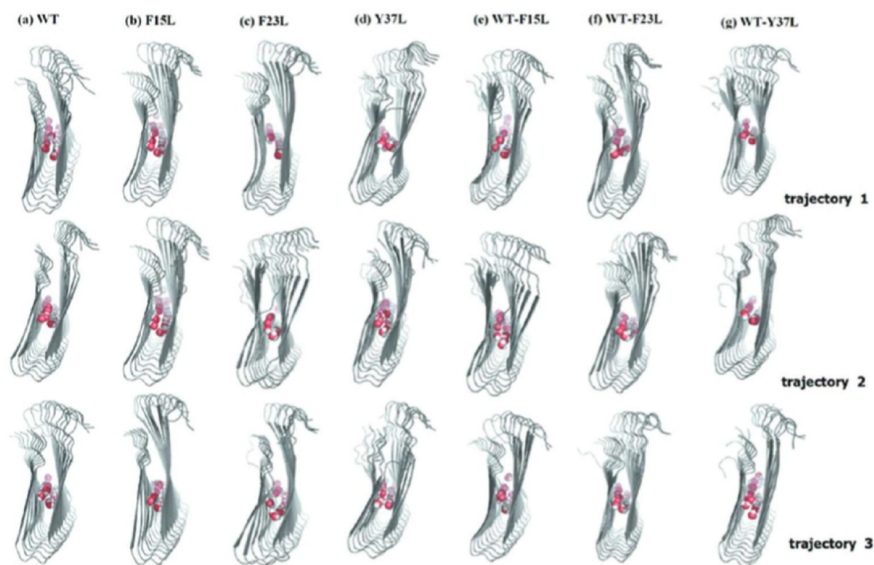 (a) WT (b) F15L (c) F23L (d) Y37L (e) WT-F15L (f) WT-F23L (g) WT-Y37L
trajectory 1
trajectory 2
trajectory 3